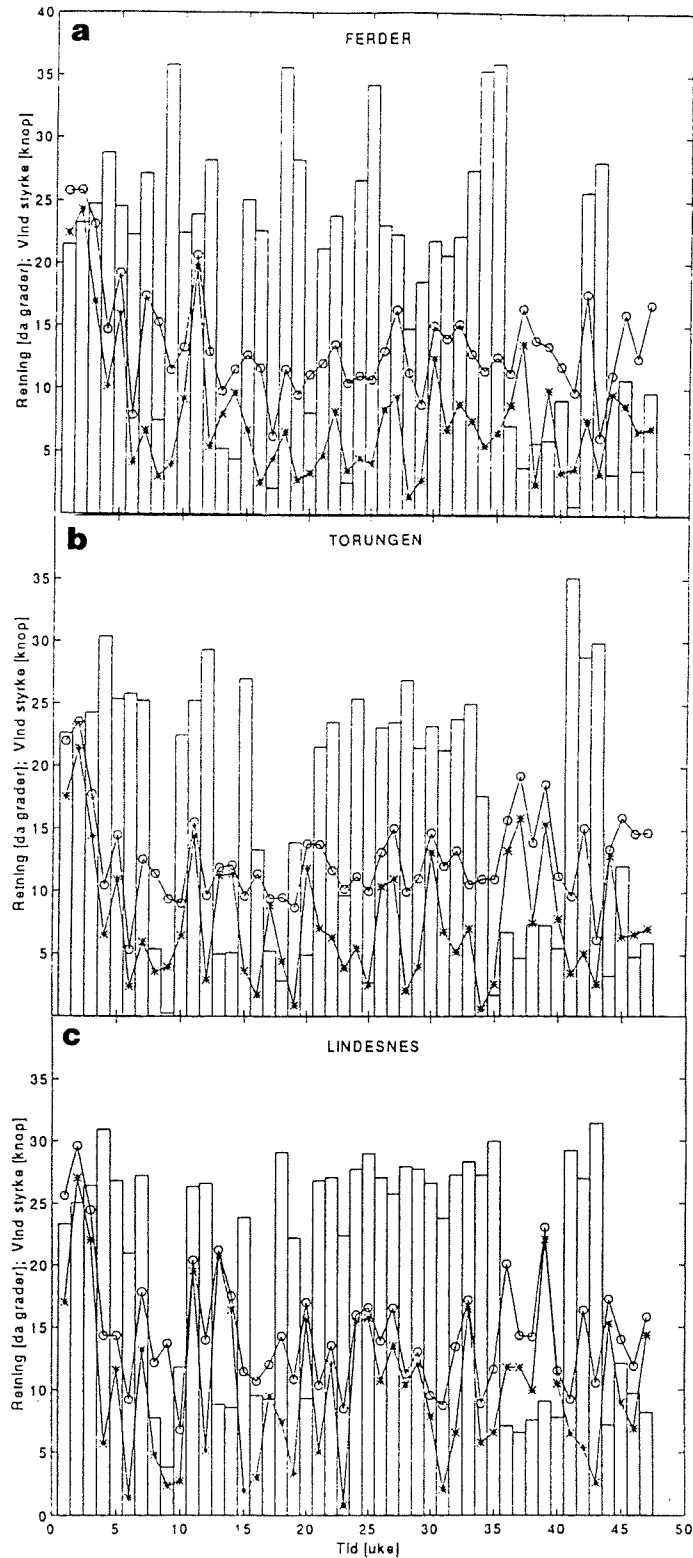 a
FERDER
40
35
30
25
20
15
10
5
Retning [da grader]; Vind styrke [knop]
b
TORUNGEN
35
30
25
20
15
10
5
Retning [da grader]; Vind styrke [knop]
c
LINDESNES
35
30
25
20
15
10
5
0
Retning [da grader]; Vind styrke [knop]
0 5 10 15 20 25 30 35 40 45 50
Tid [uke]